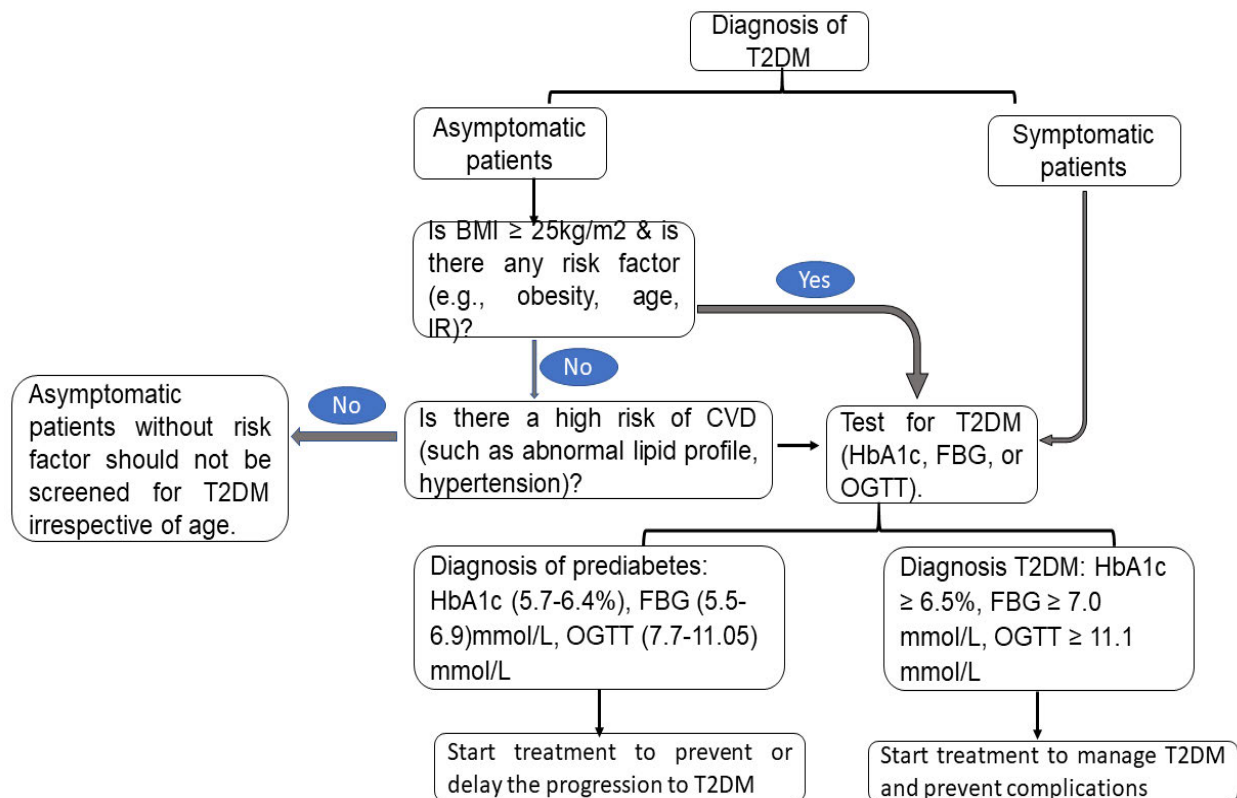 Diagnosis of
T2DM
Asymptomatic
patients
Symptomatic
patients
Is BMI ≥ 25kg/m2 & is
there any risk factor
(e.g., obesity, age,
IR)?
Yes
No
No
Asymptomatic
patients without risk
factor should not be
screened for T2DM
irrespective of age.
Is there a high risk of CVD
(such as abnormal lipid profile,
hypertension)?
Test for T2DM
(HbA1c, FBG, or
OGTT).
Diagnosis of prediabetes:
HbA1c (5.7-6.4%), FBG (5.5-
6.9)mmol/L, OGTT (7.7-11.05)
mmol/L
Diagnosis T2DM: HbA1c
≥ 6.5%, FBG ≥ 7.0
mmol/L, OGTT ≥ 11.1
mmol/L
Start treatment to prevent or
delay the progression to T2DM
Start treatment to manage T2DM
and prevent complications